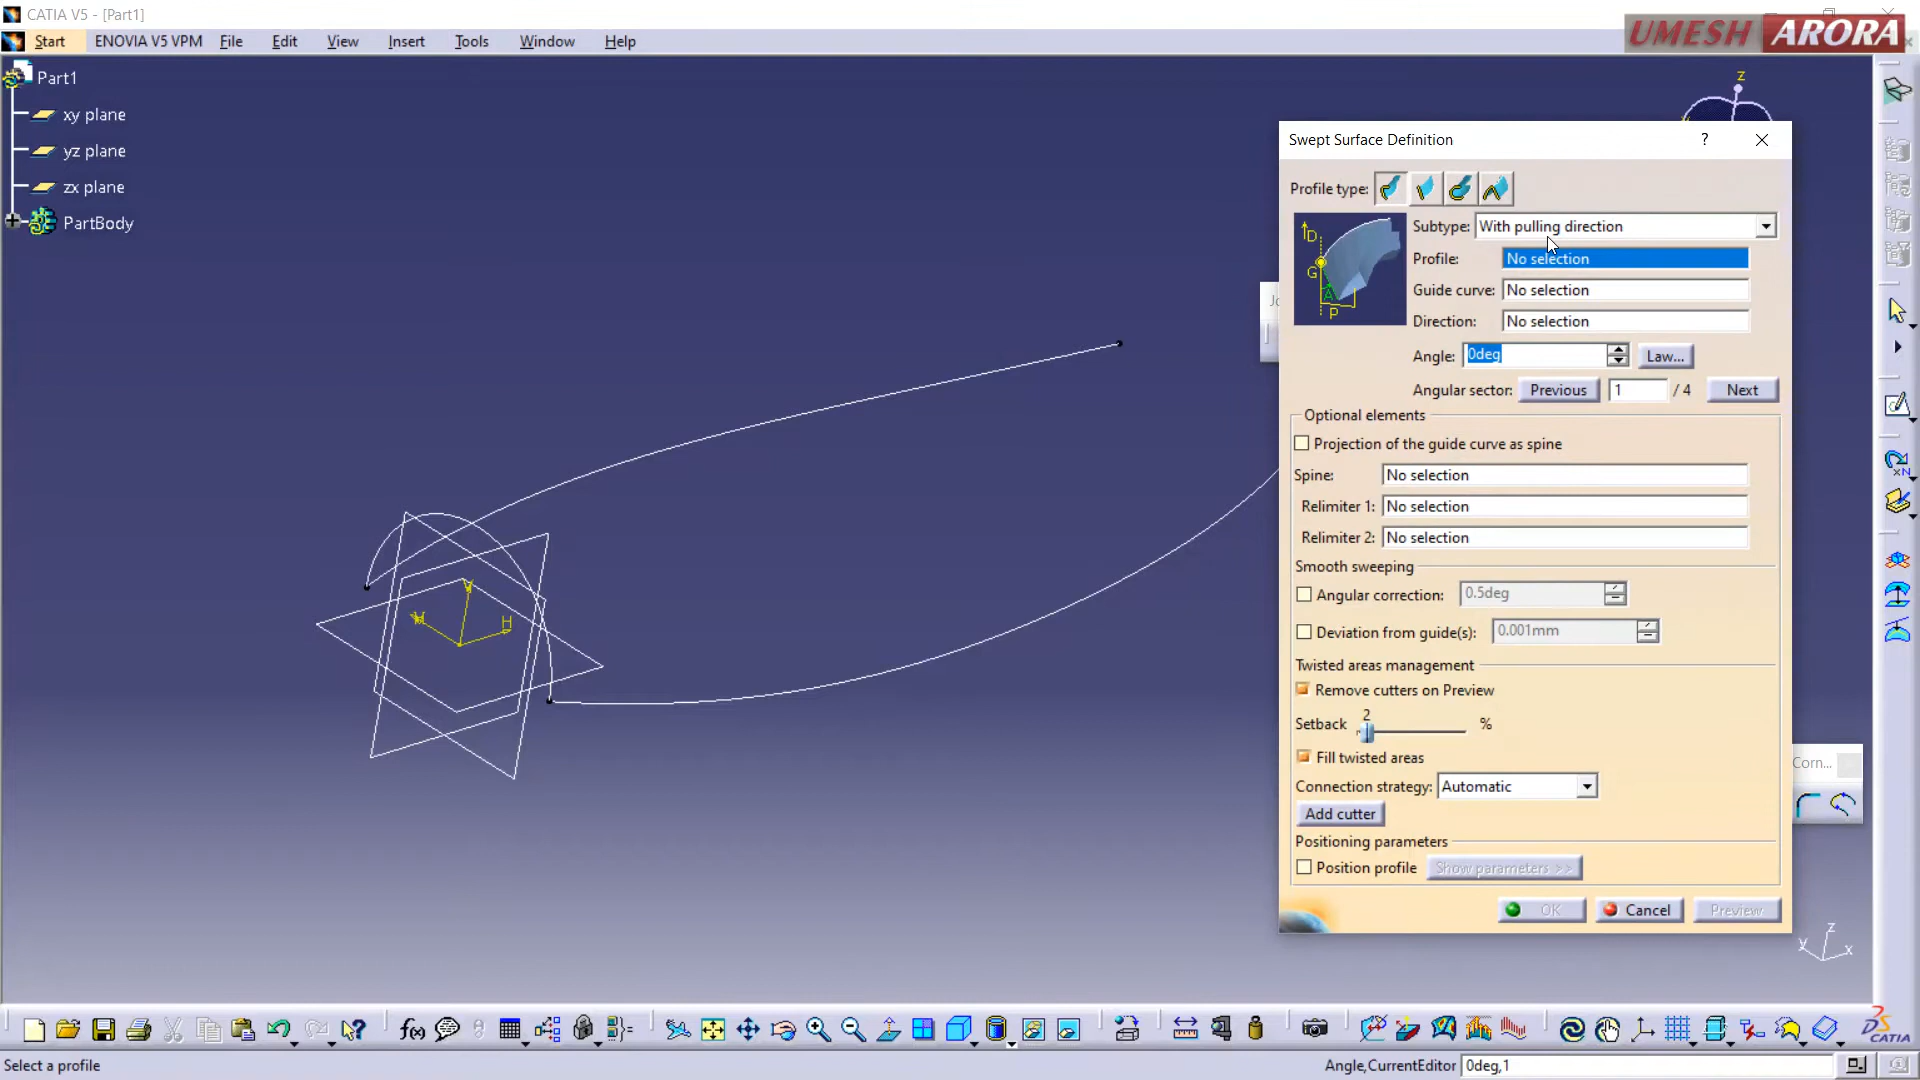 CATIA V5 - [Part1]
UMESH ARORA
Start ENOVIA V5 VPM File Edit View Insert Tools Window Help
Part1
xy plane
yz plane
zx plane
PartBody
z
Swept Surface Definition ?
Profile type:
Subtype: With pulling direction
Profile: No selection
Guide curve: No selection
Direction: No selection
D
G
A
P
Angle: 0deg Law...
Angular sector: Previous 1 / 4 Next
Optional elements
Projection of the guide curve as spine
Spine: No selection
Relimiter 1: No selection
Relimiter 2: No selection
Smooth sweeping
Angular correction: 0.5deg
Deviation from guide(s): 0.001mm
Twisted areas management
Remove cutters on Preview
2
Setback %
Fill twisted areas
Connection strategy: Automatic
Add cutter
Positioning parameters
Position profile Show parameters >>
OK Cancel Preview
Corn...
V
H
z
y x
f(x)
CATIA
Select a profile
Angle,CurrentEditor 0deg,1